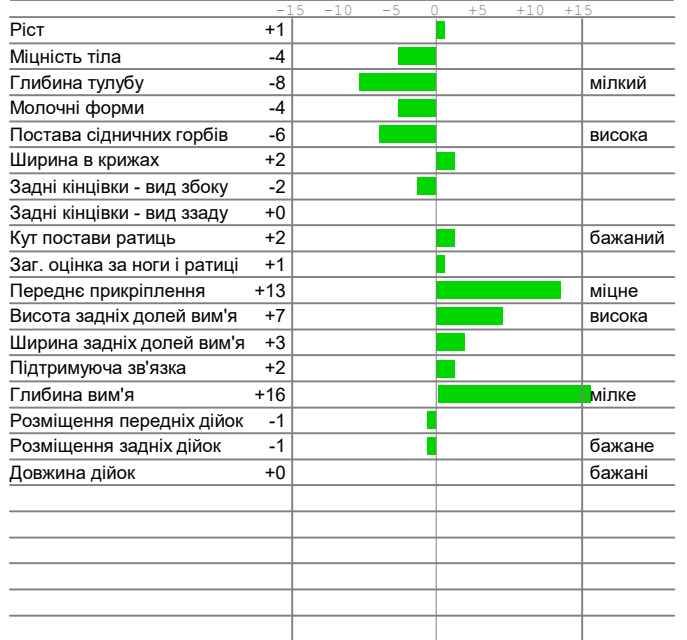 -15 -10 -5 0 +5 +10 +15
Ріст +1
Міцність тіла -4
Глибина тулубу -8 мілкий
Молочні форми -4
Постава сідничних горбів -6 висока
Ширина в крижах +2
Задні кінцівки - вид збоку -2
Задні кінцівки - вид ззаду +0
Кут постави ратиць +2 бажаний
Заг. оцінка за ноги і ратиці +1
Переднє прикріплення +13 міцне
Висота задніх долей вим'я +7 висока
Ширина задніх долей вим'я +3
Підтримуюча зв'язка +2
Глибина вим'я +16 мілке
Розміщення передніх дійок -1
Розміщення задніх дійок -1 бажане
Довжина дійок +0 бажані